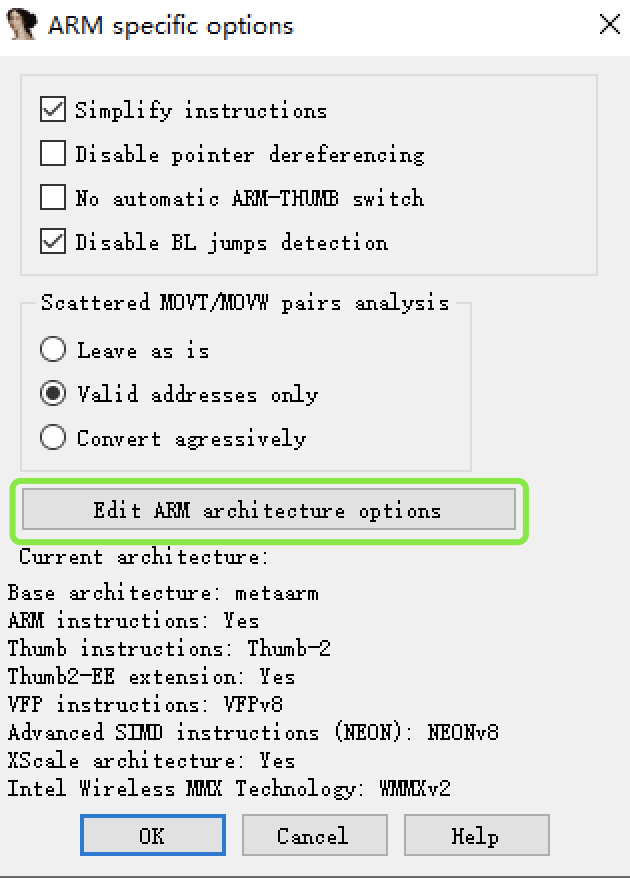 ARM specific options
Simplify instructions
Disable pointer dereferencing
No automatic ARM-THUMB switch
Disable BL jumps detection
Scattered MOVT/MOVW pairs analysis
Leave as is
Valid addresses only
Convert agressively
Edit ARM architecture options
Current architecture:
Base architecture: metaarm
ARM instructions: Yes
Thumb instructions: Thumb-2
Thumb2-EE extension: Yes
VFP instructions: VFPv8
Advanced SIMD instructions (NEON): NEONv8
XScale architecture: Yes
Intel Wireless MMX Technology: WMMXv2
OK Cancel Help